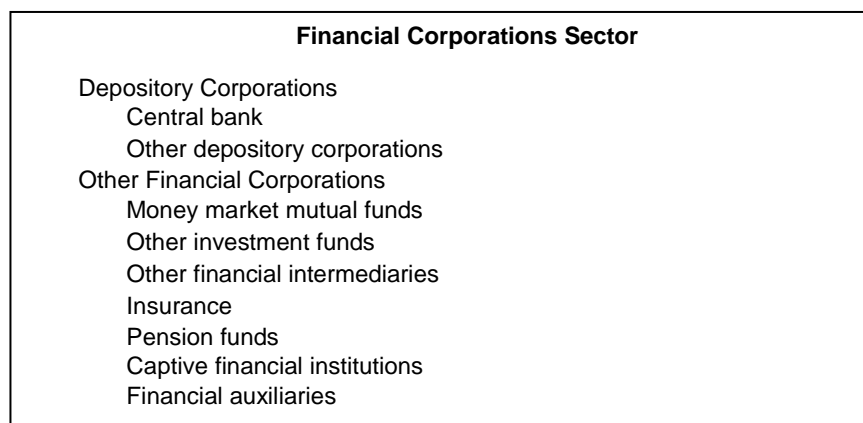 Financial Corporations Sector
Depository Corporations
Central bank
Other depository corporations
Other Financial Corporations
Money market mutual funds
Other investment funds
Other financial intermediaries
Insurance
Pension funds
Captive financial institutions
Financial auxiliaries